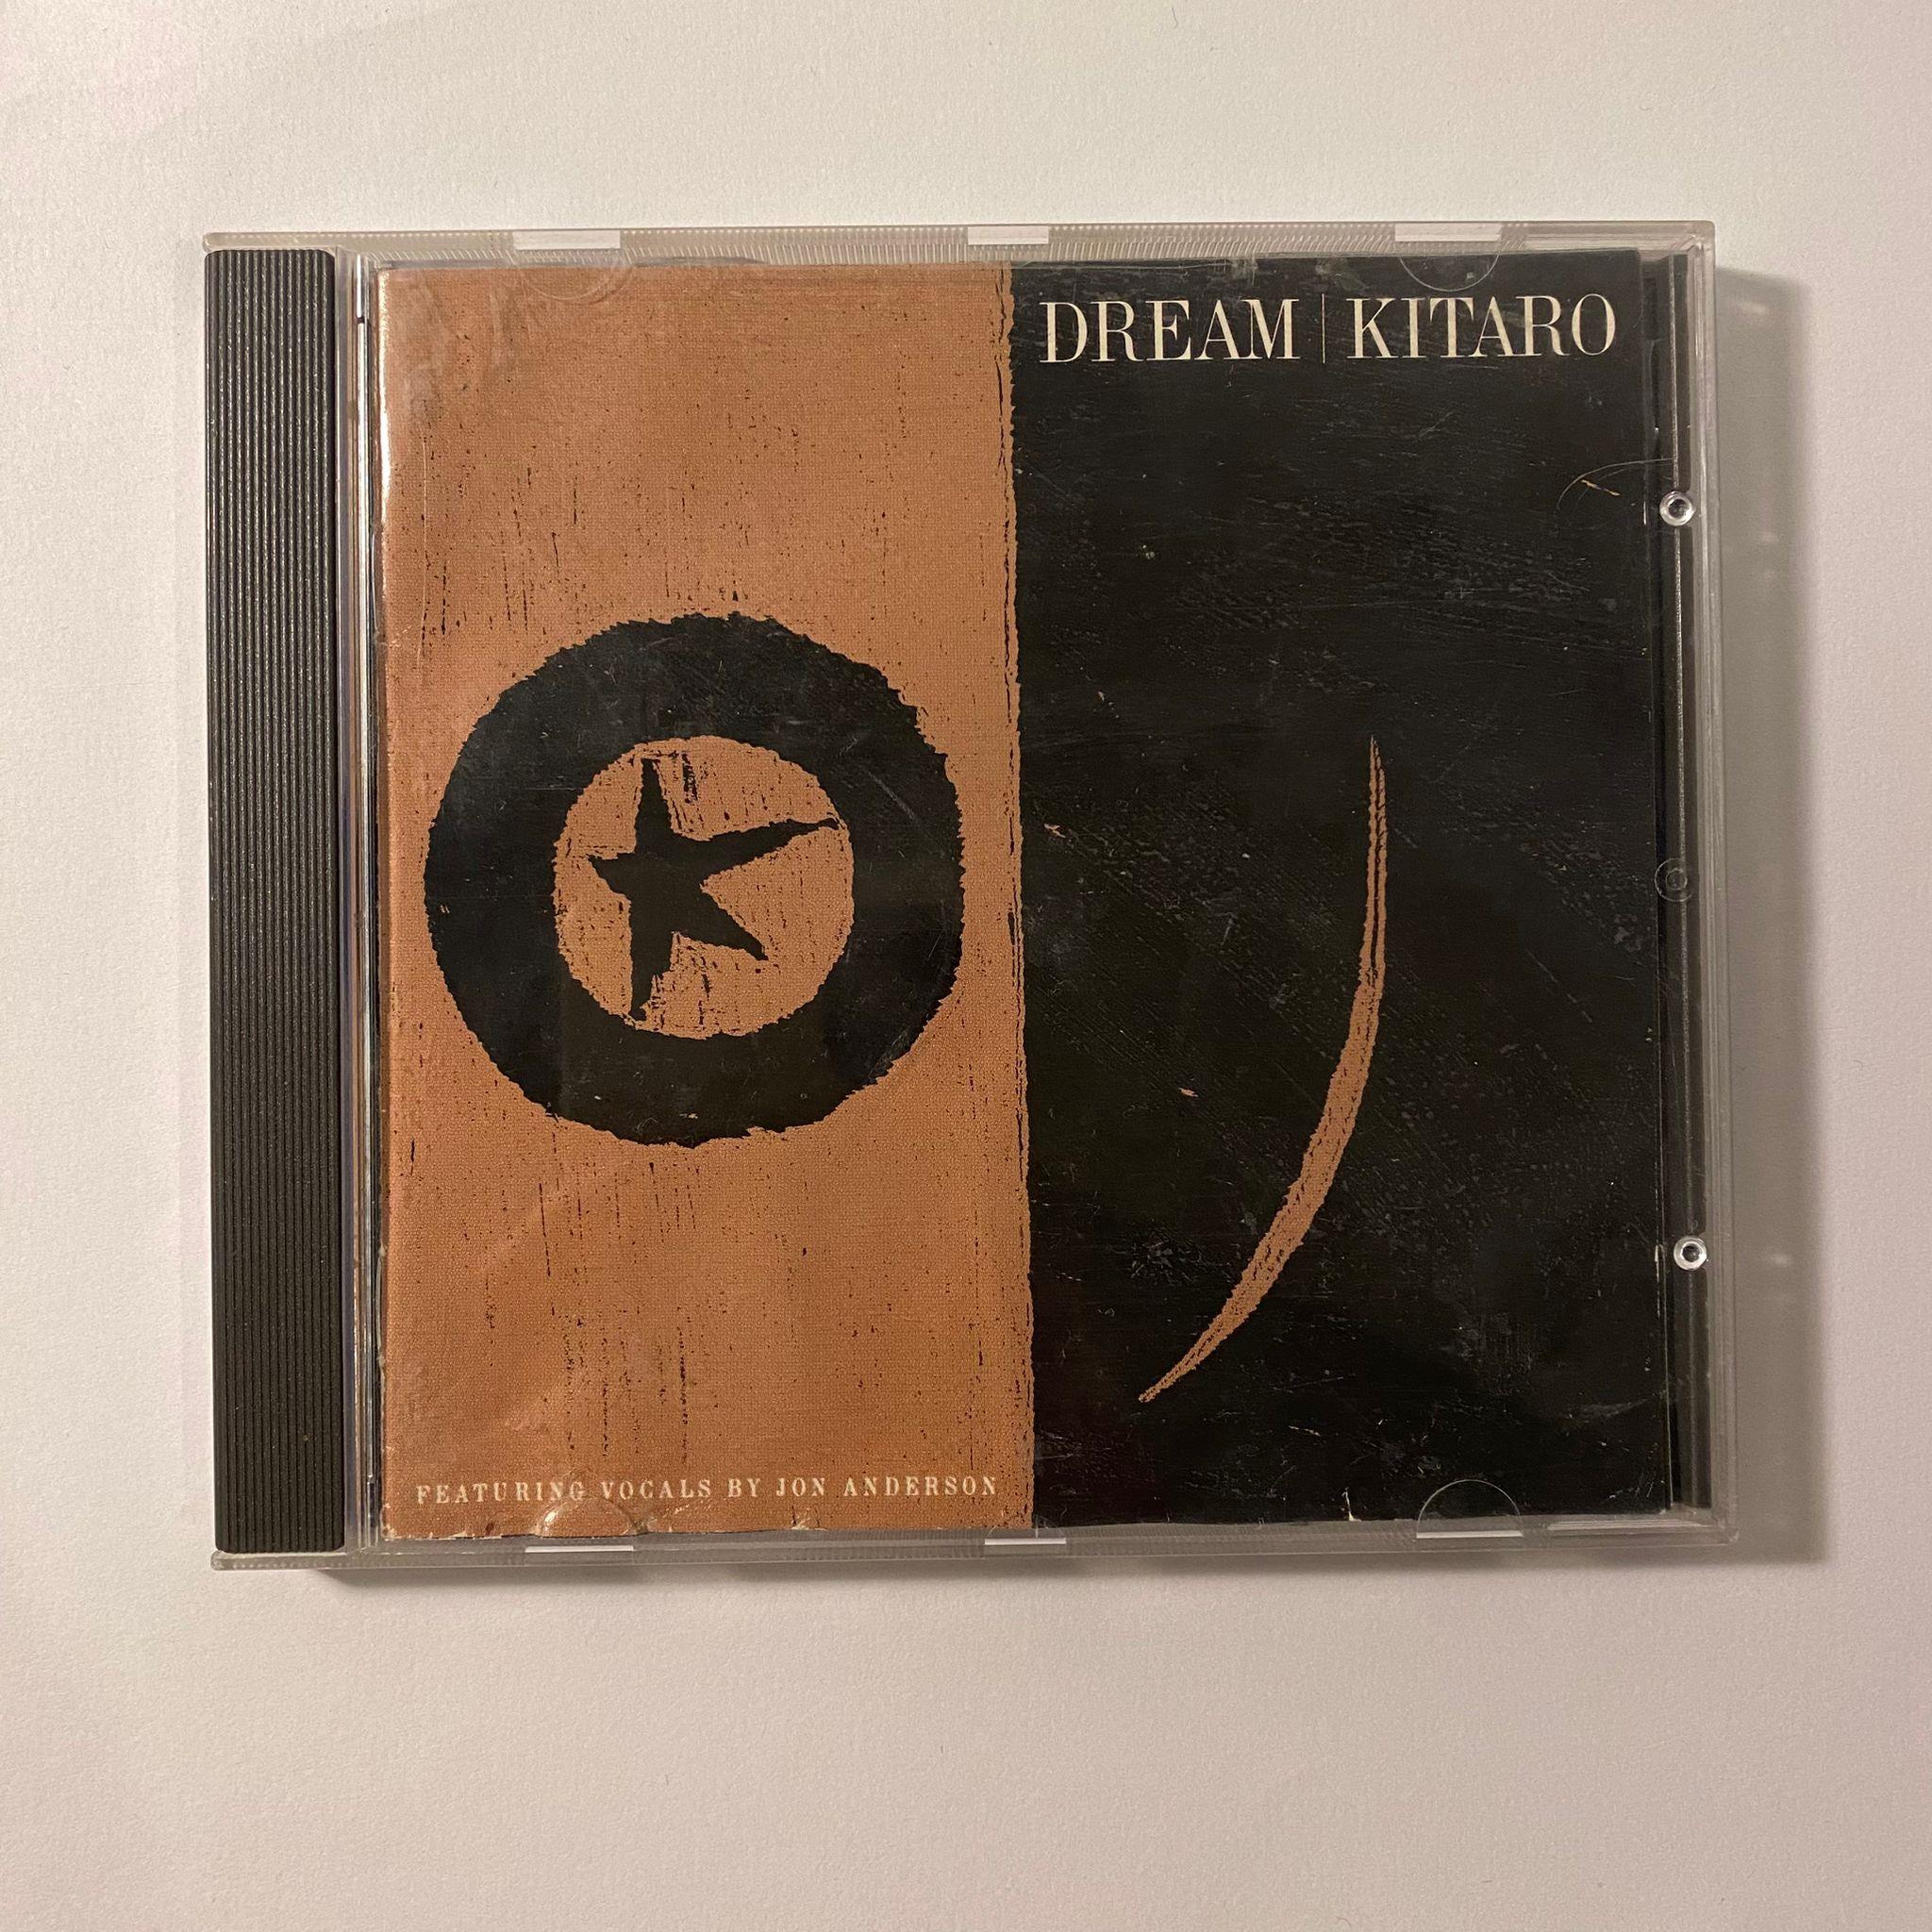 DREAM | KITARO
FEATURING VOCALS BY JON ANDERSON